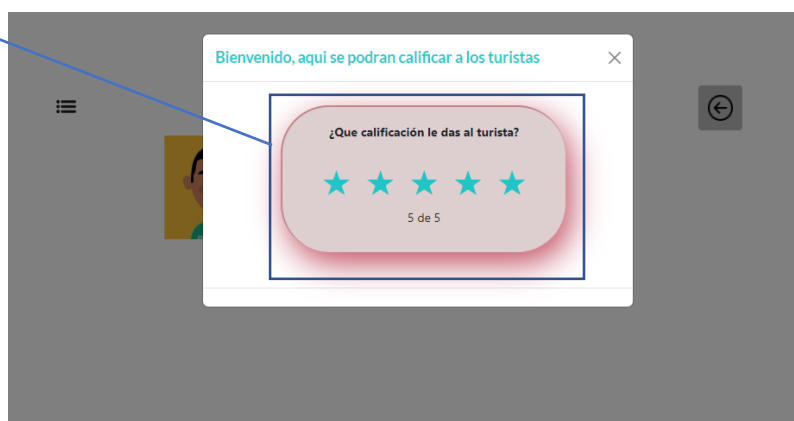 Bienvenido, aqui se podran calificar a los turistas
¿Que calificación le das al turista?
5 de 5